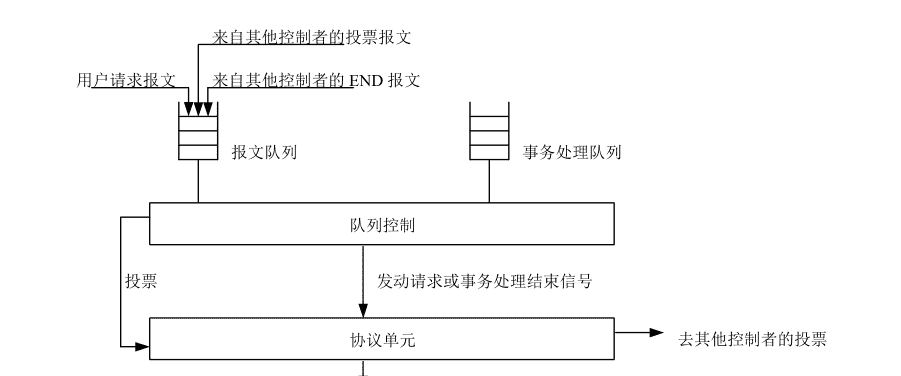 来自其他控制者的投票报文
用户请求报文
来自其他控制者的 END 报文
报文队列
事务处理队列
队列控制
投票
发动请求或事务处理结束信号
协议单元
去其他控制者的投票